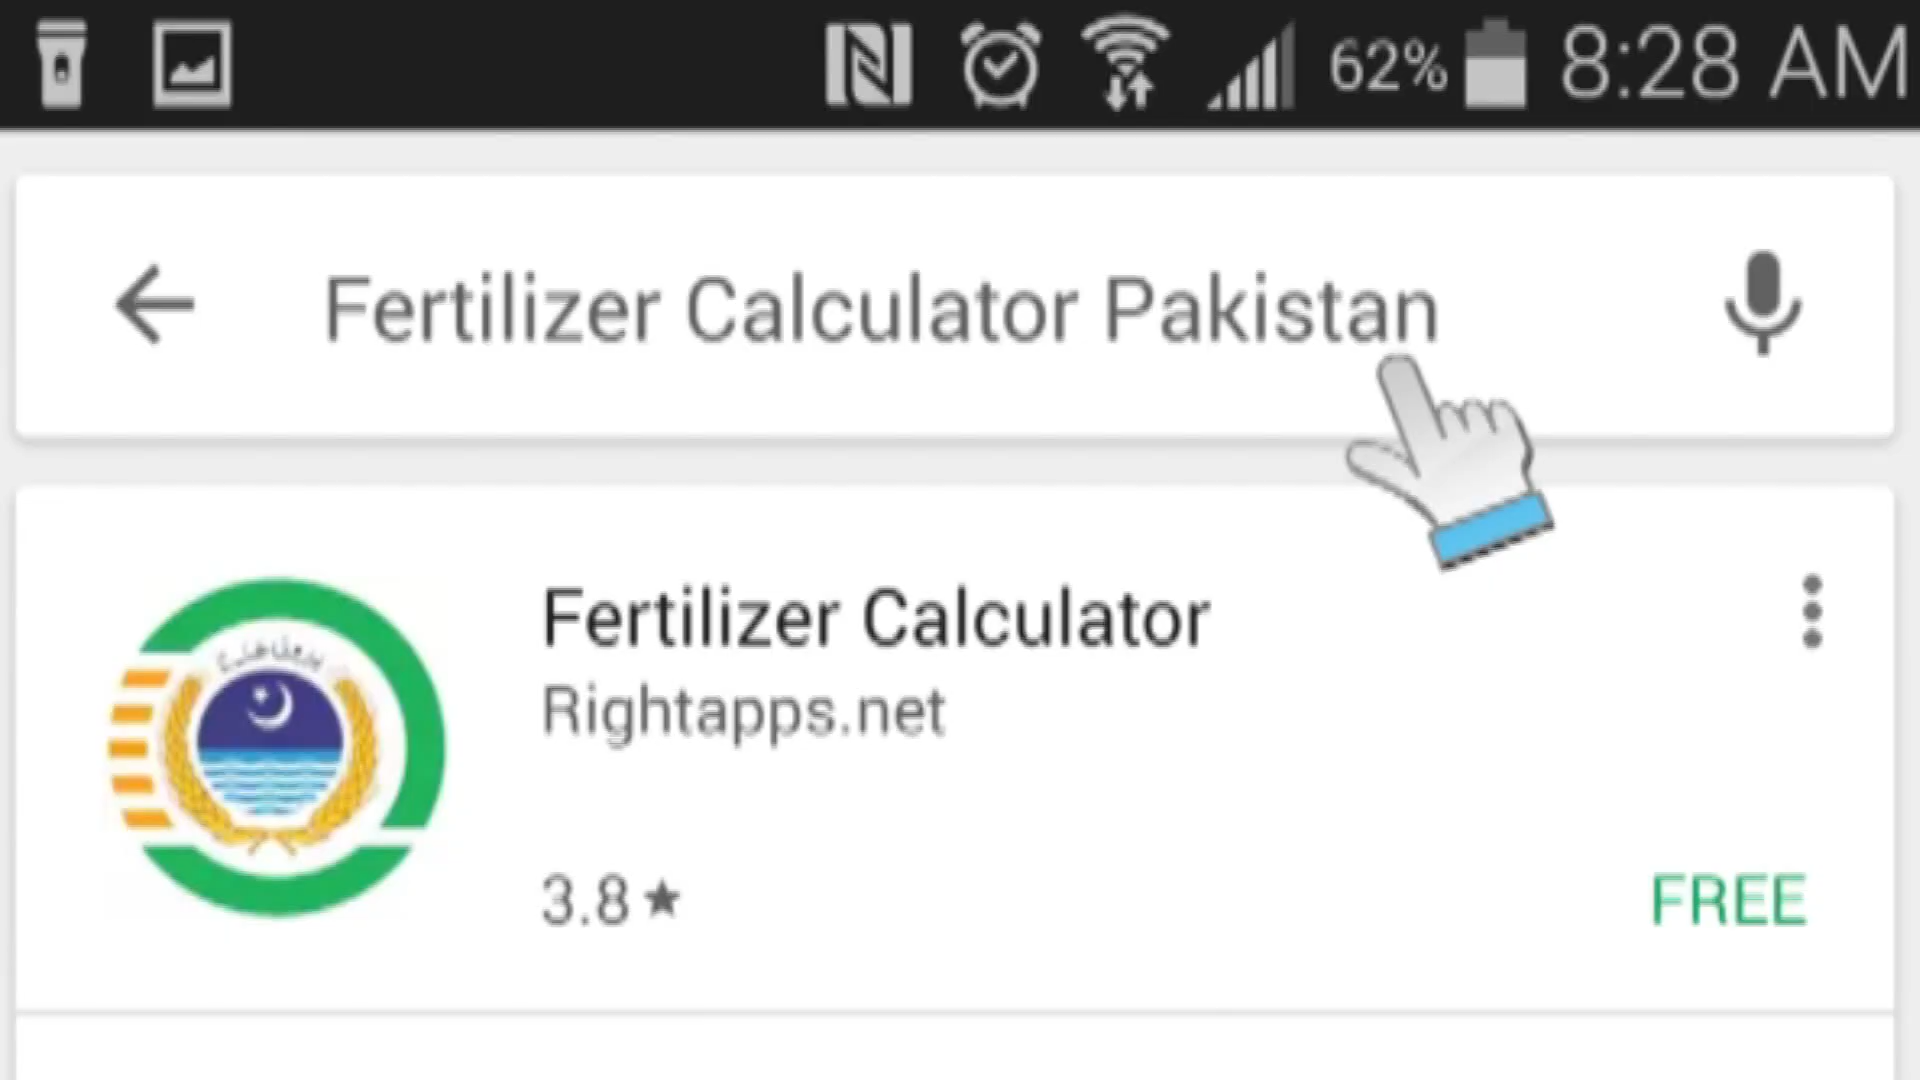 62% 8:28 AM
Fertilizer Calculator Pakistan
Fertilizer Calculator
Rightapps.net
3.8★
FREE